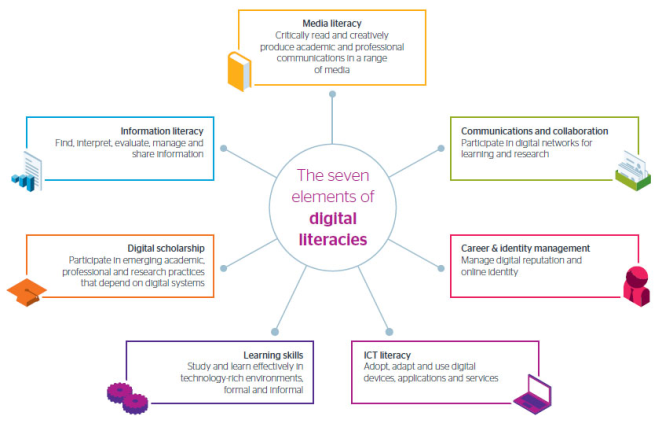 Media literacy
Critically read and creatively
produce academic and professional
communications in a range
of media
Information literacy
Find, interpret, evaluate, manage and
share information
Communications and collaboration
Participate in digital networks for
learning and research
The seven
elements of
digital
literacies
Digital scholarship
Participate in emerging academic,
professional and research practices
that depend on digital systems
Career & identity management
Manage digital reputation and
online identity
Learning skills
Study and learn effectively in
technology-rich environments,
formal and informal
ICT literacy
Adopt, adapt and use digital
devices, applications and services